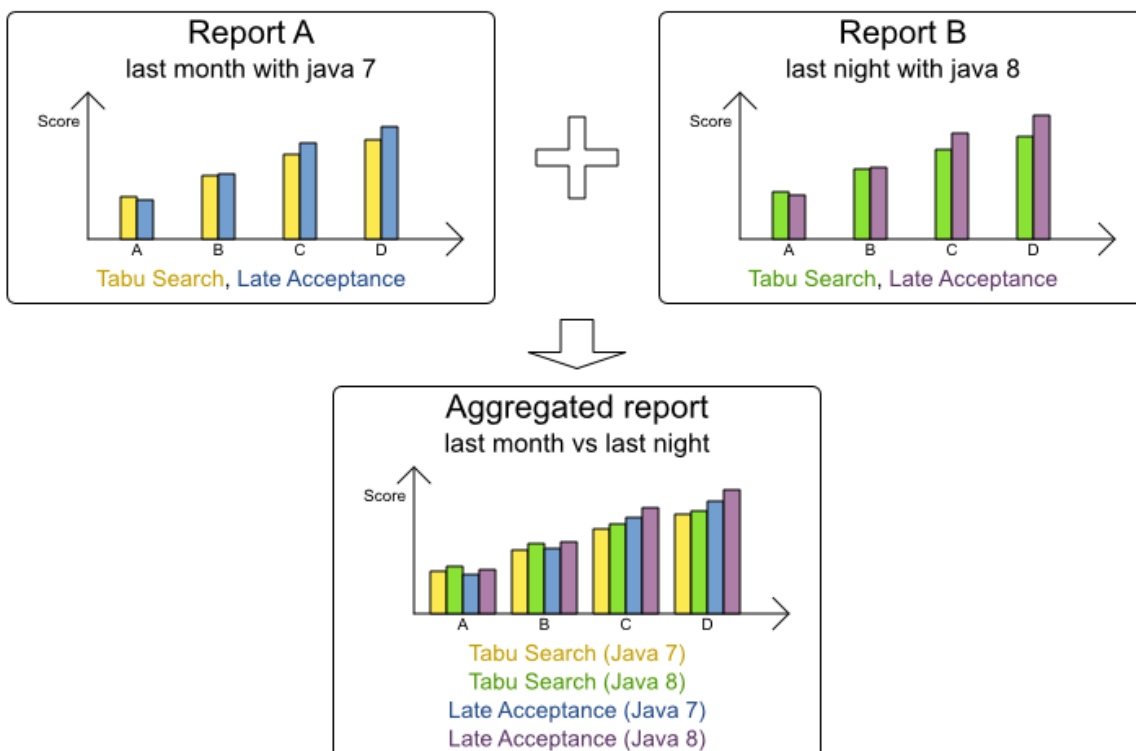 Report A
last month with java 7
Score
A B C D
Tabu Search, Late Acceptance
Report B
last night with java 8
Score
A B C D
Tabu Search, Late Acceptance
Aggregated report
last month vs last night
Score
A B C D
Tabu Search (Java 7)
Tabu Search (Java 8)
Late Acceptance (Java 7)
Late Acceptance (Java 8)